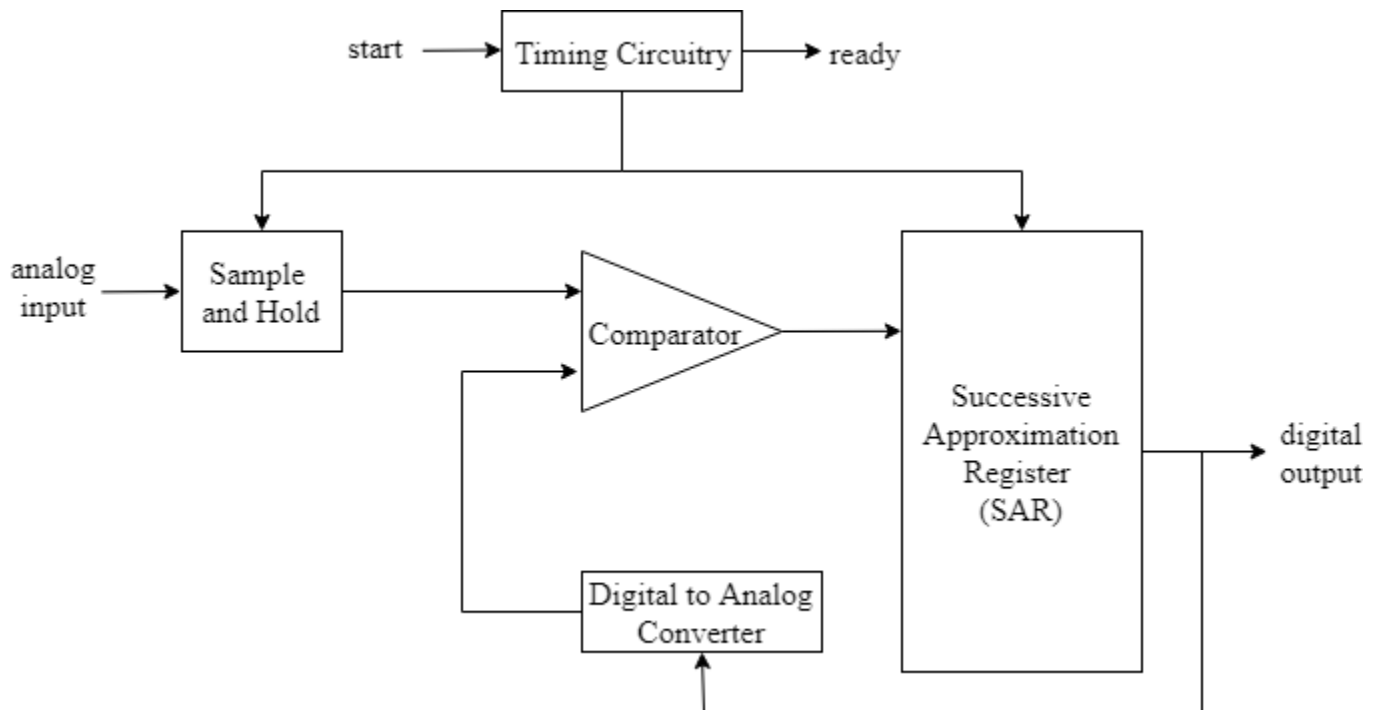 start
Timing Circuitry
ready
analog
input
Sample
and Hold
Comparator
Successive
Approximation
Register
(SAR)
digital
output
Digital to Analog
Converter